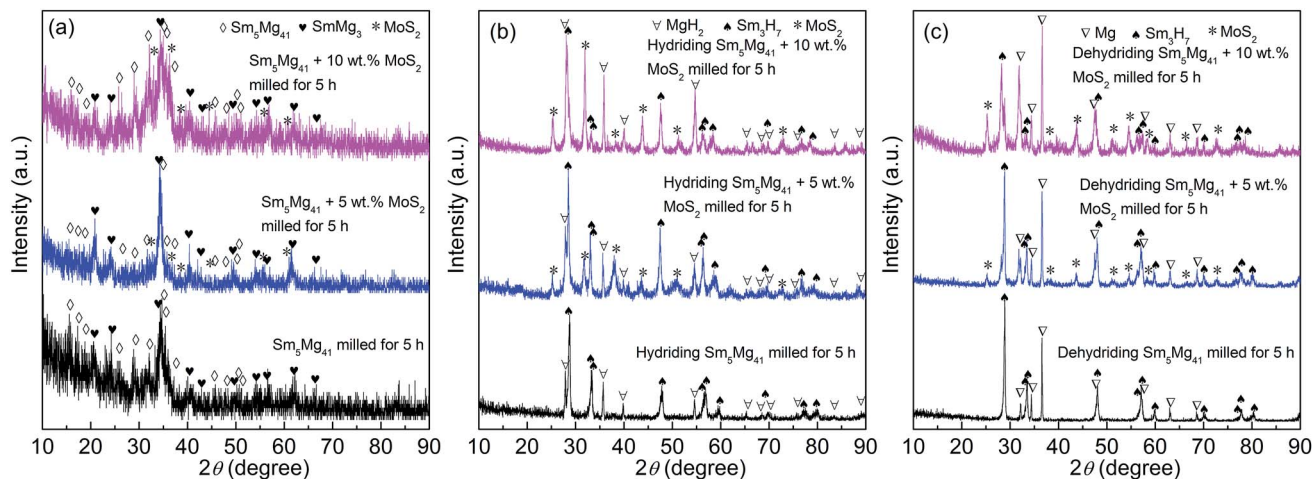 (a)
◇ Sm₅Mg₄₁ ♥ SmMg₃ * MoS₂
Sm₅Mg₄₁ + 10 wt.% MoS₂
milled for 5 h
Sm₅Mg₄₁ + 5 wt.% MoS₂
milled for 5 h
Sm₅Mg₄₁ milled for 5 h
Intensity (a.u.)
10 20 30 40 50 60 70 80 90
2θ (degree)
(b)
MgH₂ ♠ Sm₃H₇ * MoS₂
Hydriding Sm₅Mg₄₁ + 10 wt.%
MoS₂ milled for 5 h
Hydriding Sm₅Mg₄₁ + 5 wt.%
MoS₂ milled for 5 h
Hydriding Sm₅Mg₄₁ milled for 5 h
Intensity (a.u.)
10 20 30 40 50 60 70 80 90
2θ (degree)
(c)
▽ Mg ♠ Sm₃H₇ * MoS₂
Dehydriding Sm₅Mg₄₁ + 10 wt.%
MoS₂ milled for 5 h
Dehydriding Sm₅Mg₄₁ + 5 wt.%
MoS₂ milled for 5 h
Dehydriding Sm₅Mg₄₁ milled for 5 h
Intensity (a.u.)
10 20 30 40 50 60 70 80 90
2θ (degree)